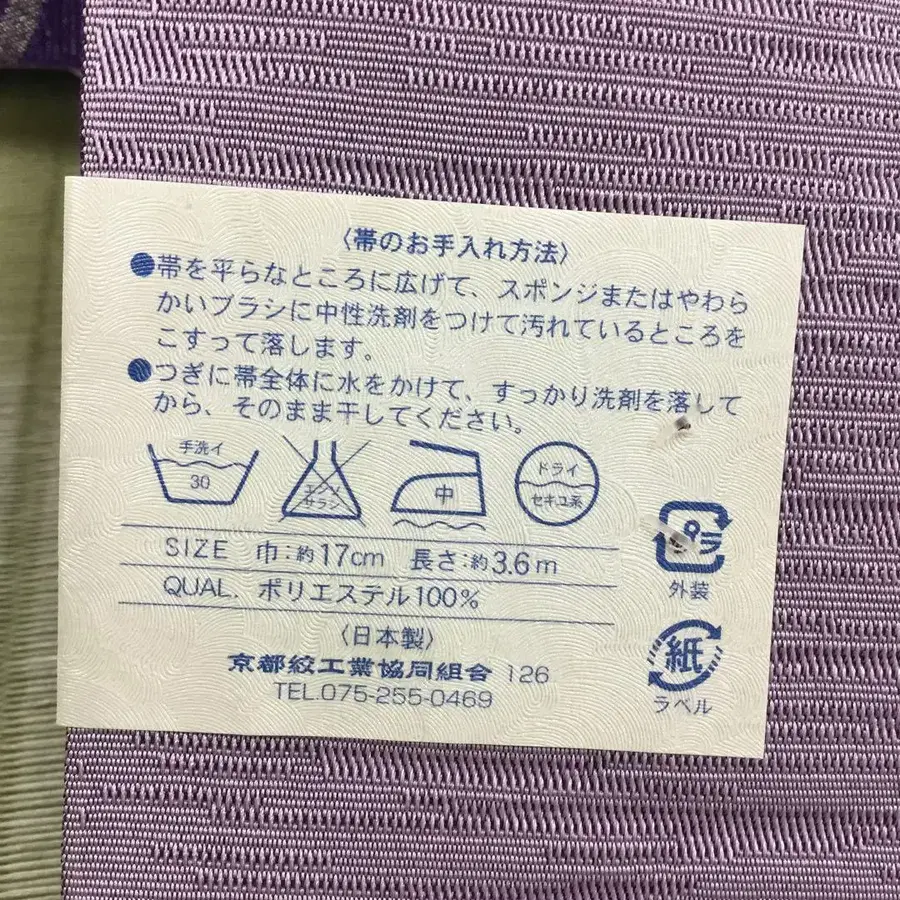 〈帯のお手入れ方法〉
●帯を平らなところに広げて、スポンジまたはやわら
かいブラシに中性洗剤をつけて汚れているところを
こすって落します。
●つぎに帯全体に水をかけて、すっかり洗剤を落して
から、そのまま干してください。
手洗イ
30
エンソ
サラシ
中
ドライ
セキユ系
SIZE 巾:約17cm 長さ:約3.6m
QUAL. ポリエステル100%
〈日本製〉
京都絞工業協同組合 126
TEL.075-255-0469
プラ
外装
紙
ラベル